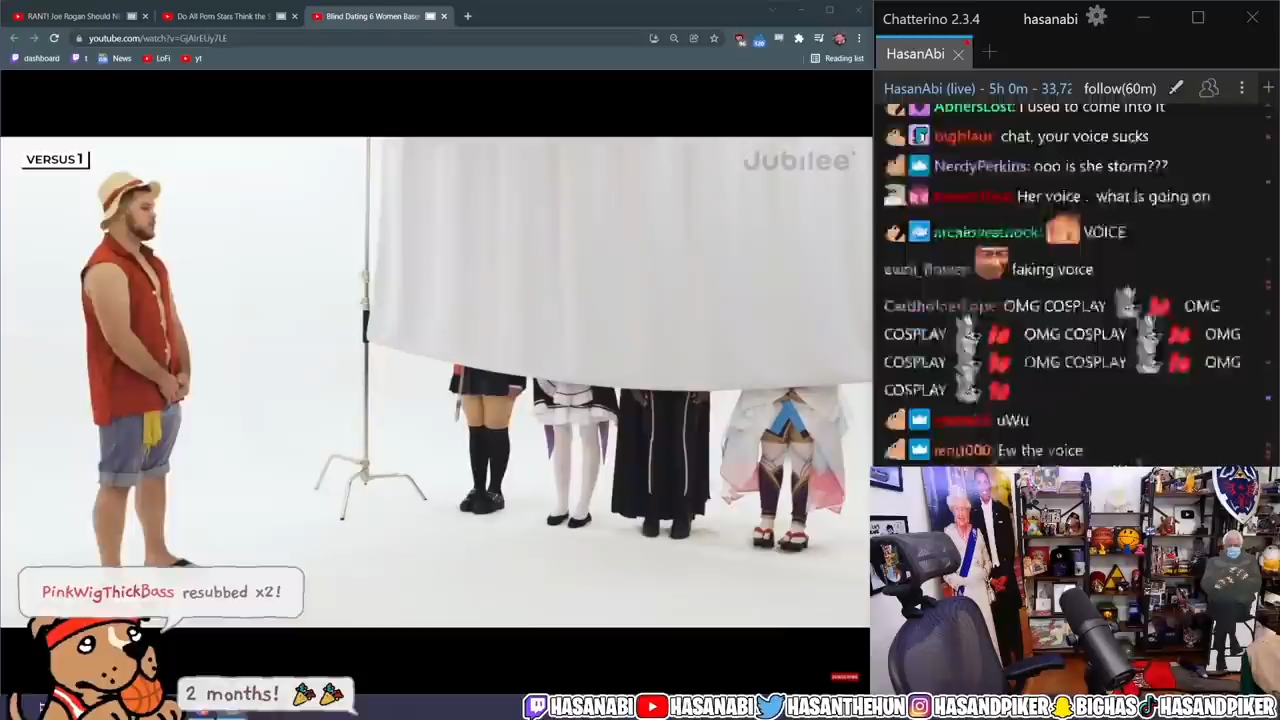 RANT! Joe Rogan Should N
Do All Porn Stars Think the S
Blind Dating 6 Women Base
youtube.com/watch?v=GjAIrEUy7LE
dashboard
t
News
LoFi
yt
Reading list
VERSUS 1
Jubilee
PinkWigThickBass resubbed x2!
2 months!
Chatterino 2.3.4
hasanabi
HasanAbi
HasanAbi (live) - 5h 0m - 33,72
follow(60m)
AbnersLost: I used to come into it
bighlaur chat, your voice sucks
NerdyPerkins: ooo is she storm???
Her voice . what is going on
VOICE
faking voice
OMG COSPLAY OMG
COSPLAY OMG COSPLAY OMG
COSPLAY OMG COSPLAY OMG
COSPLAY
uWu
Ew the voice
SUBSCRIBE
HASANABI HASANABI HASANTHEHUN HASANDPIKER BIGHAS HASANDPIKER